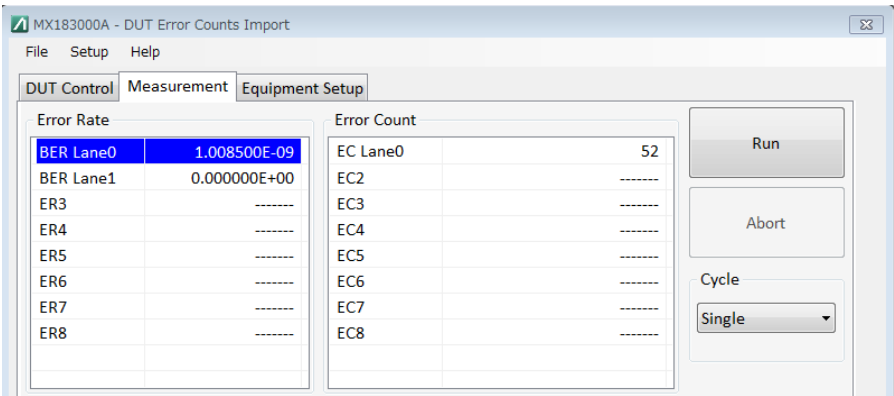 MX183000A - DUT Error Counts Import
File Setup Help
DUT Control Measurement Equipment Setup
Error Rate
BER Lane0 1.008500E-09
BER Lane1 0.000000E+00
ER3 -------
ER4 -------
ER5 -------
ER6 -------
ER7 -------
ER8 -------
Error Count
EC Lane0 52
EC2 -------
EC3 -------
EC4 -------
EC5 -------
EC6 -------
EC7 -------
EC8 -------
Run
Abort
Cycle
Single